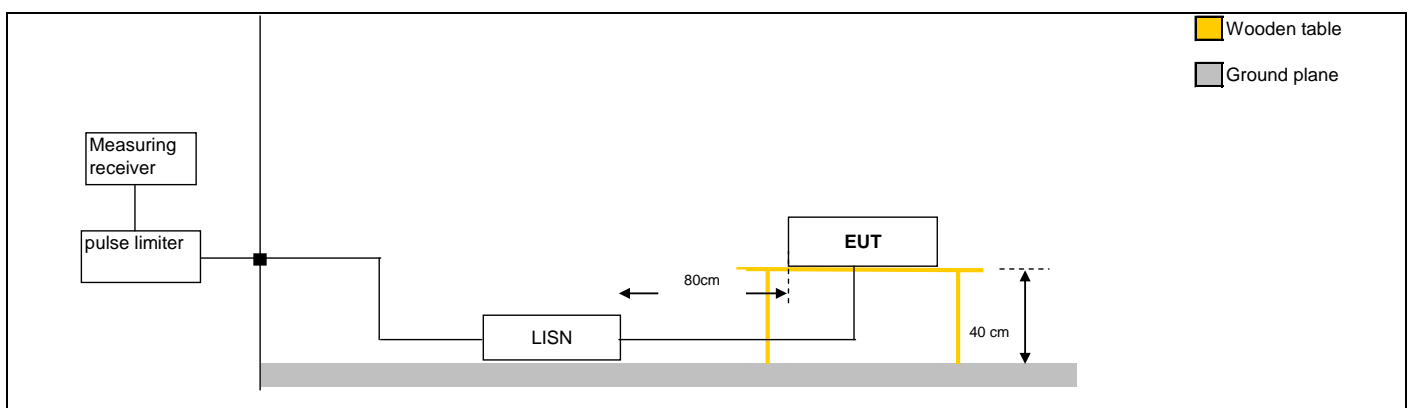 Wooden table
Ground plane
Measuring
receiver
pulse limiter
EUT
80cm
LISN
40 cm